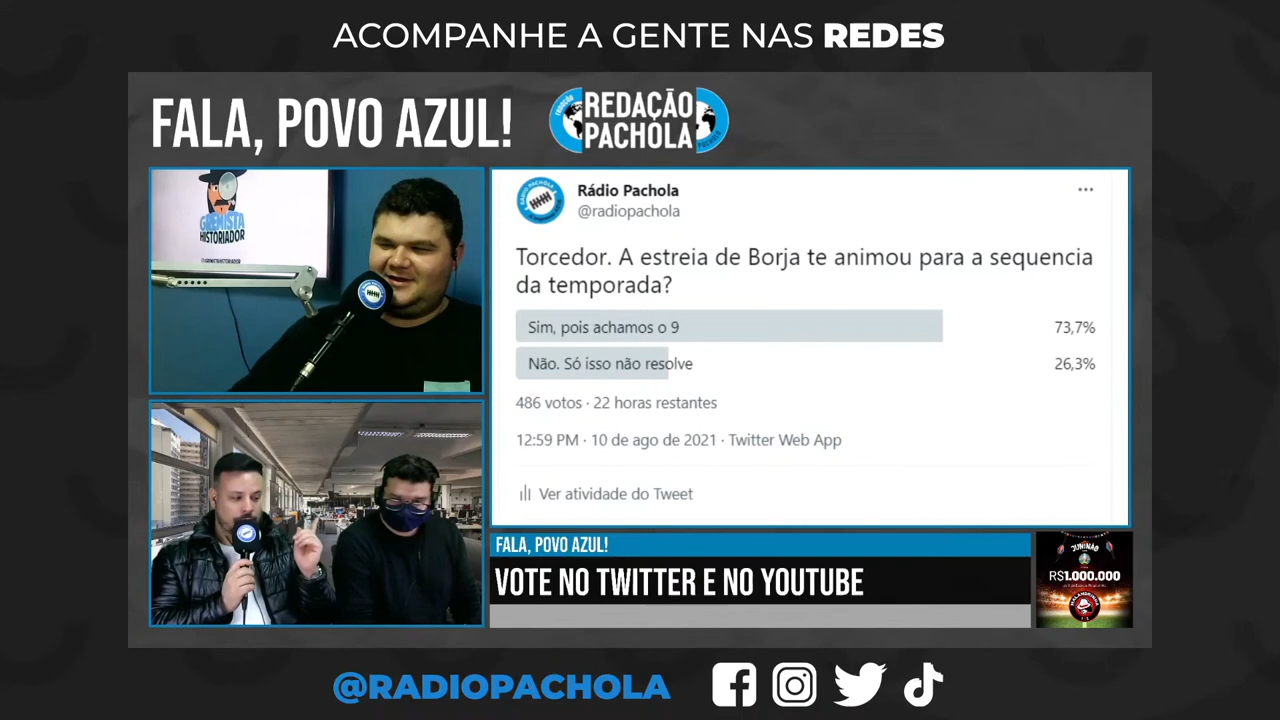 ACOMPANHE A GENTE NAS REDES
FALA, POVO AZUL!
REDAÇÃO
PACHOLA
GREMISTA
HISTORIADOR
Rádio Pachola
@radiopachola
Torcedor. A estreia de Borja te animou para a sequencia
da temporada?
Sim, pois achamos o 9 73,7%
Não. Só isso não resolve 26,3%
486 votos · 22 horas restantes
12:59 PM · 10 de ago de 2021 · Twitter Web App
Ver atividade do Tweet
FALA, POVO AZUL!
VOTE NO TWITTER E NO YOUTUBE
JUNINÃO
R$1.000.000
MALANDRINHA
@RADIOPACHOLA